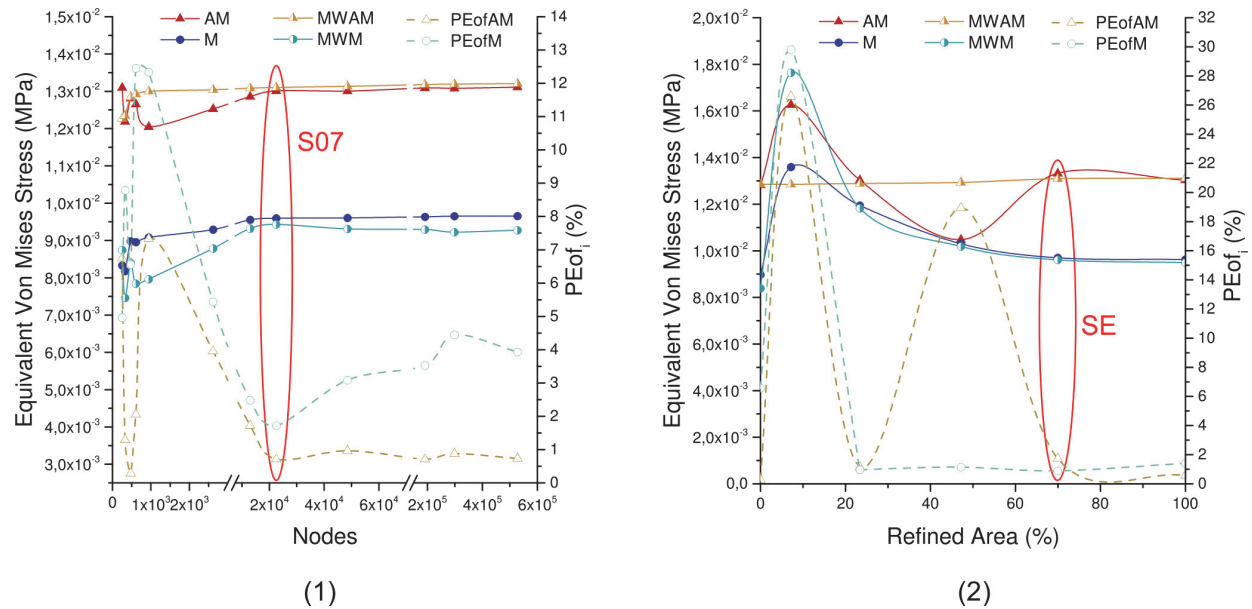 AM MWAM PEofAM
M MWM PEofM
Equivalent Von Mises Stress (MPa)
1,5x10⁻²
1,4x10⁻²
1,3x10⁻²
1,2x10⁻²
1,1x10⁻²
1,0x10⁻²
9,0x10⁻³
8,0x10⁻³
7,0x10⁻³
6,0x10⁻³
5,0x10⁻³
4,0x10⁻³
3,0x10⁻³
14
13
12
11
10
9
8
7
6
5
4
3
2
1
0
PEofᵢ (%)
S07
0 1x10³ 2x10³ 2x10⁴ 4x10⁴ 2x10⁵ 4x10⁵ 6x10⁵
Nodes
(1)
AM MWAM PEofAM
M MWM PEofM
Equivalent Von Mises Stress (MPa)
2,0x10⁻²
1,8x10⁻²
1,6x10⁻²
1,4x10⁻²
1,2x10⁻²
1,0x10⁻²
8,0x10⁻³
6,0x10⁻³
4,0x10⁻³
2,0x10⁻³
0,0
32
30
28
26
24
22
20
18
16
14
12
10
8
6
4
2
0
PEofᵢ (%)
SE
0 20 40 60 80 100
Refined Area (%)
(2)